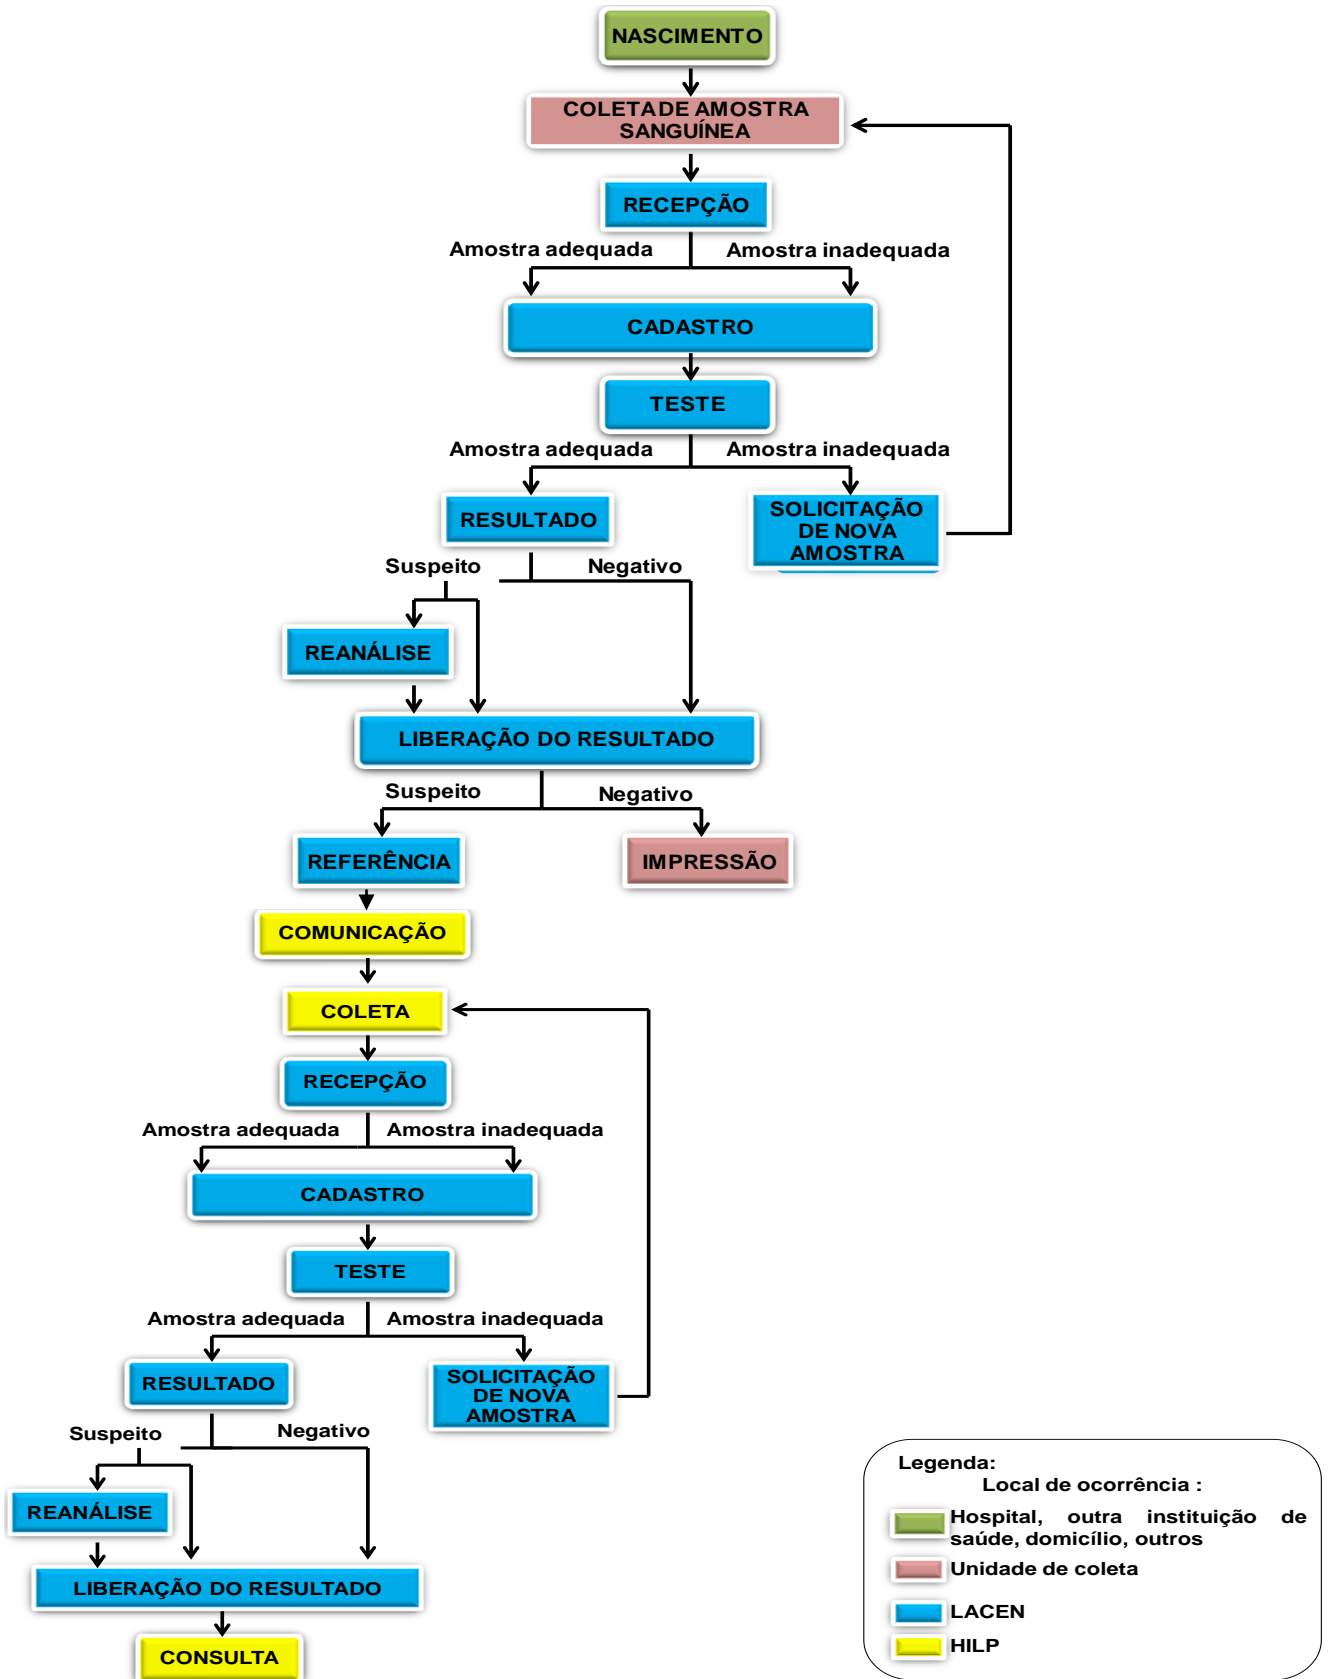 NASCIMENTO
COLETA DE AMOSTRA
SANGUÍNEA
RECEPÇÃO
Amostra adequada
Amostra inadequada
CADASTRO
TESTE
Amostra adequada
Amostra inadequada
RESULTADO
SOLICITAÇÃO
DE NOVA
AMOSTRA
Suspeito
Negativo
REANÁLISE
LIBERAÇÃO DO RESULTADO
Suspeito
Negativo
REFERÊNCIA
IMPRESSÃO
COMUNICAÇÃO
COLETA
RECEPÇÃO
Amostra adequada
Amostra inadequada
CADASTRO
TESTE
Amostra adequada
Amostra inadequada
RESULTADO
SOLICITAÇÃO
DE NOVA
AMOSTRA
Suspeito
Negativo
REANÁLISE
LIBERAÇÃO DO RESULTADO
CONSULTA
Legenda:
Local de ocorrência :
Hospital, outra instituição de
saúde, domicílio, outros
Unidade de coleta
LACEN
HILP